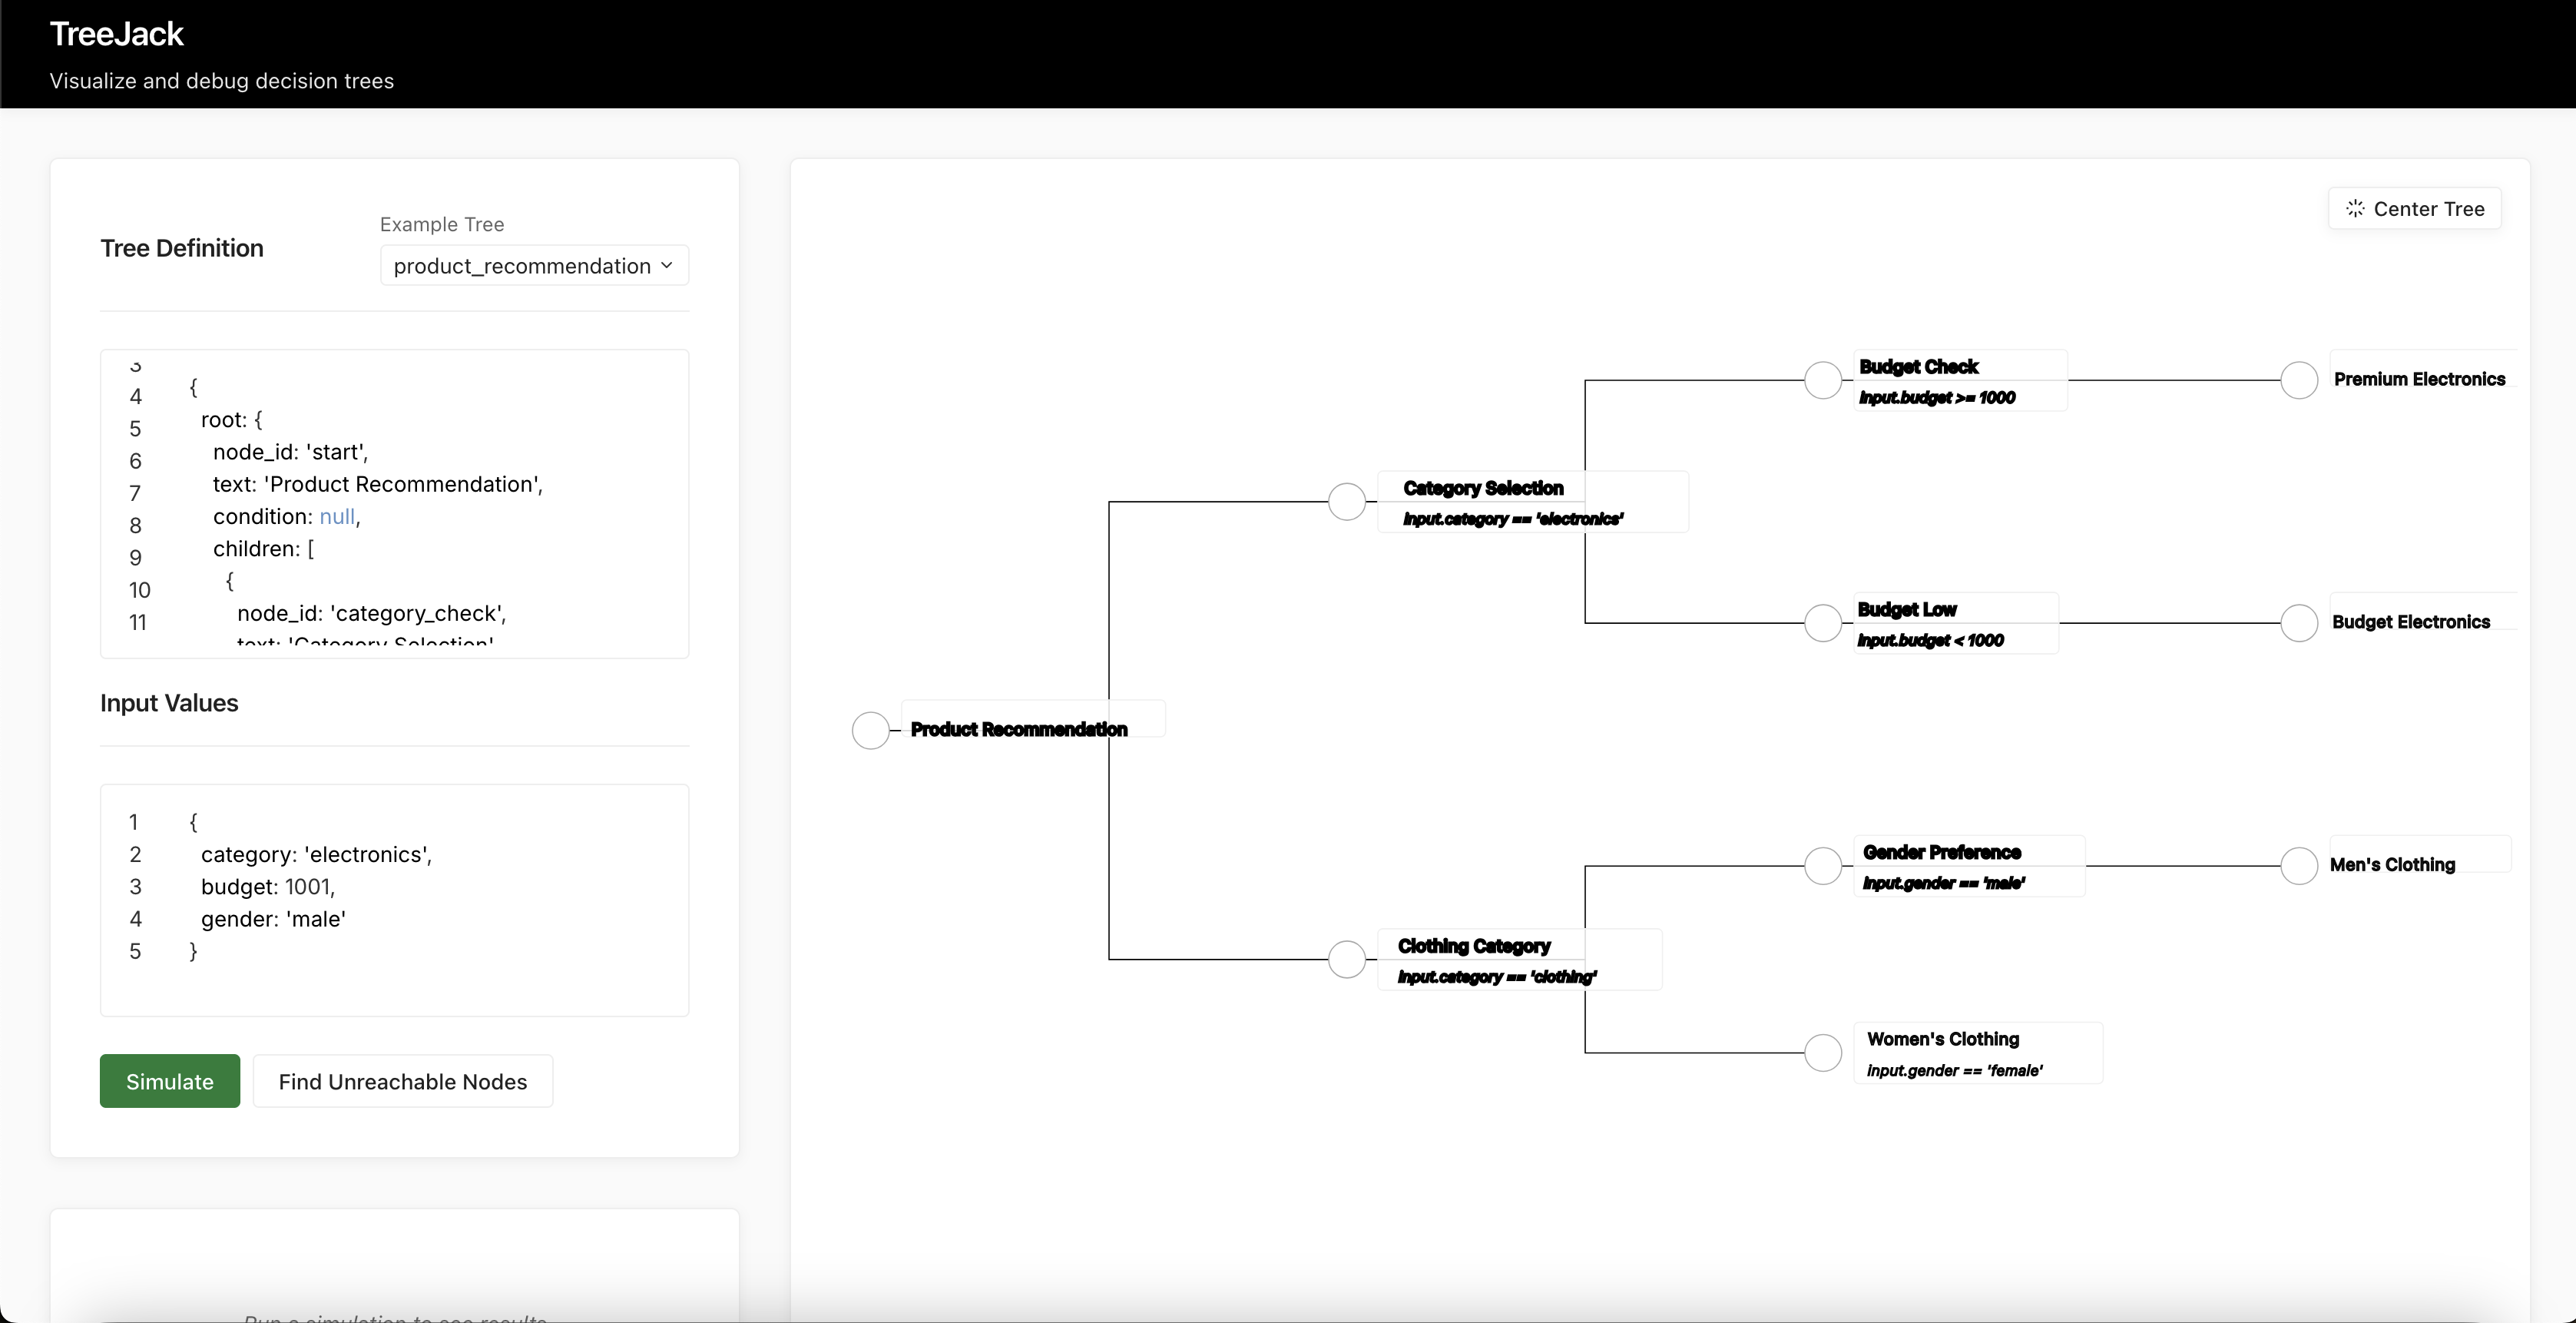 TreeJack
Visualize and debug decision trees
Tree Definition
Example Tree
product_recommendation
3
4 {
5 root: {
6 node_id: 'start',
7 text: 'Product Recommendation',
8 condition: null,
9 children: [
10 {
11 node_id: 'category_check',
text: 'Category Selection'
Input Values
1 {
2 category: 'electronics',
3 budget: 1001,
4 gender: 'male'
5 }
Simulate
Find Unreachable Nodes
Run a simulation to see results
Center Tree
Product Recommendation
Category Selection
input.category == 'electronics'
Budget Check
input.budget >= 1000
Premium Electronics
Budget Low
input.budget < 1000
Budget Electronics
Clothing Category
input.category == 'clothing'
Gender Preference
input.gender == 'male'
Men's Clothing
Women's Clothing
input.gender == 'female'